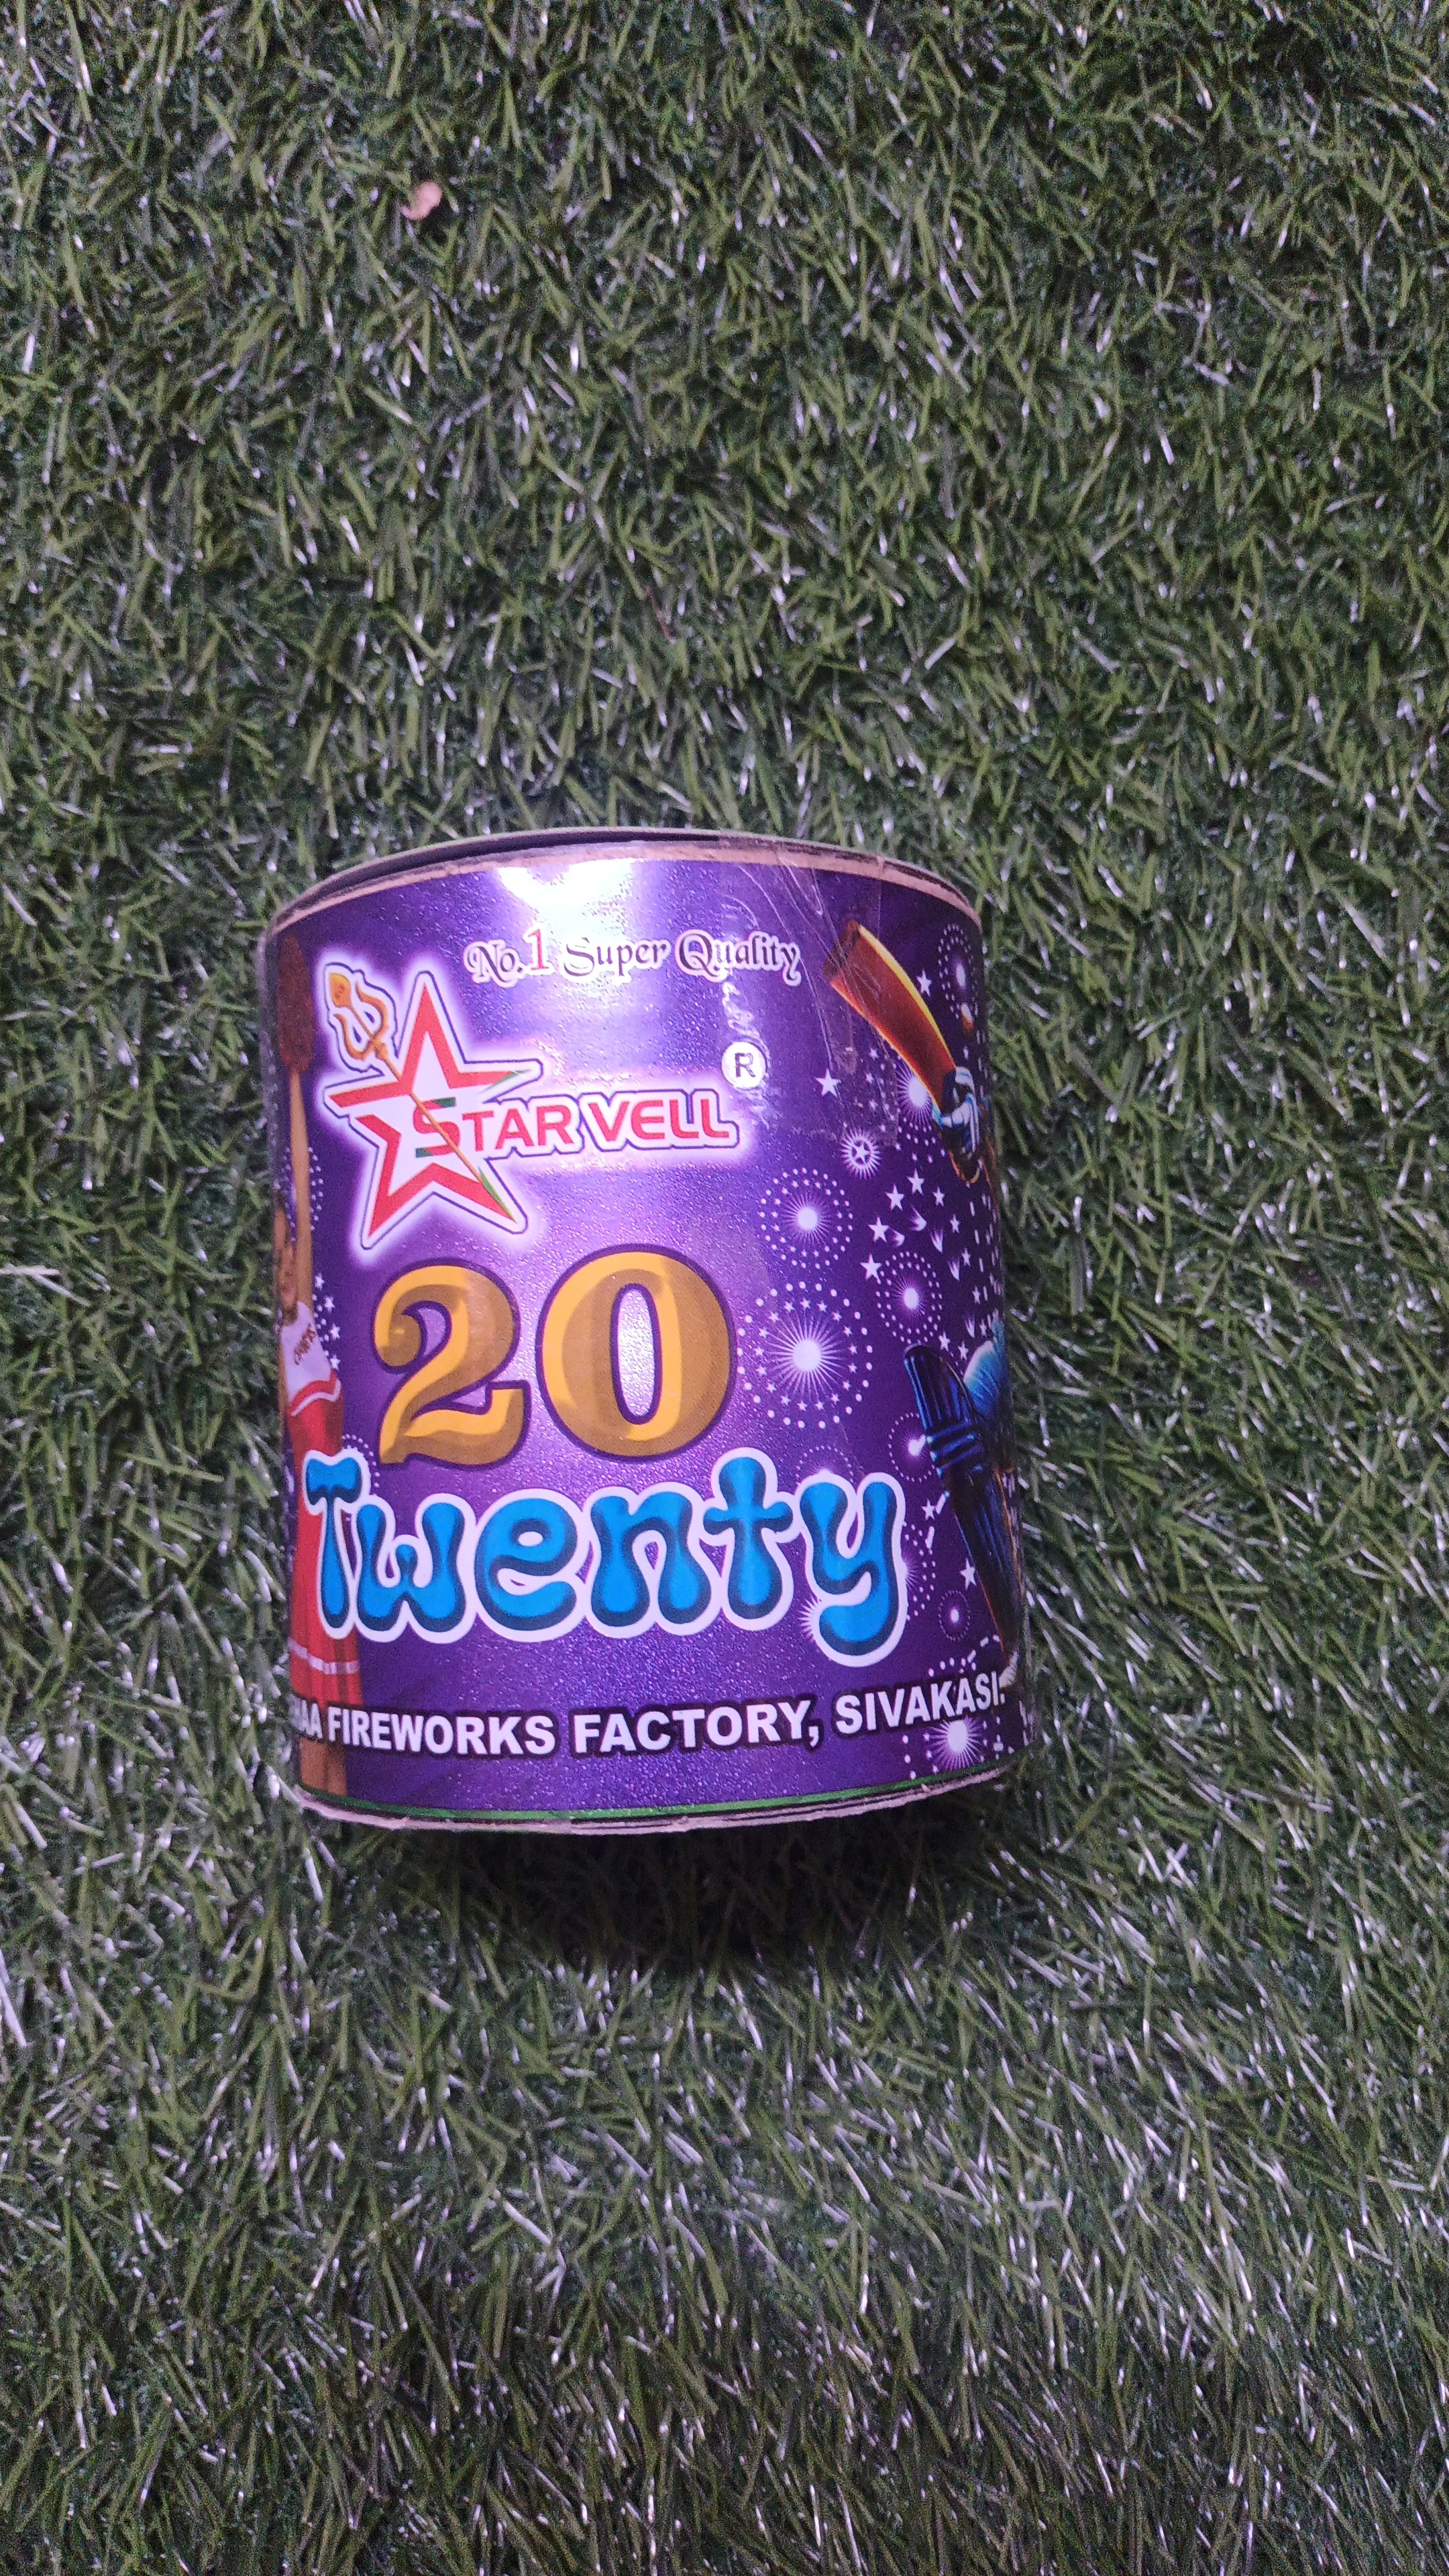 No.1 Super Quality
STAR VELL ®
20
Twenty
FIREWORKS FACTORY, SIVAKASI.